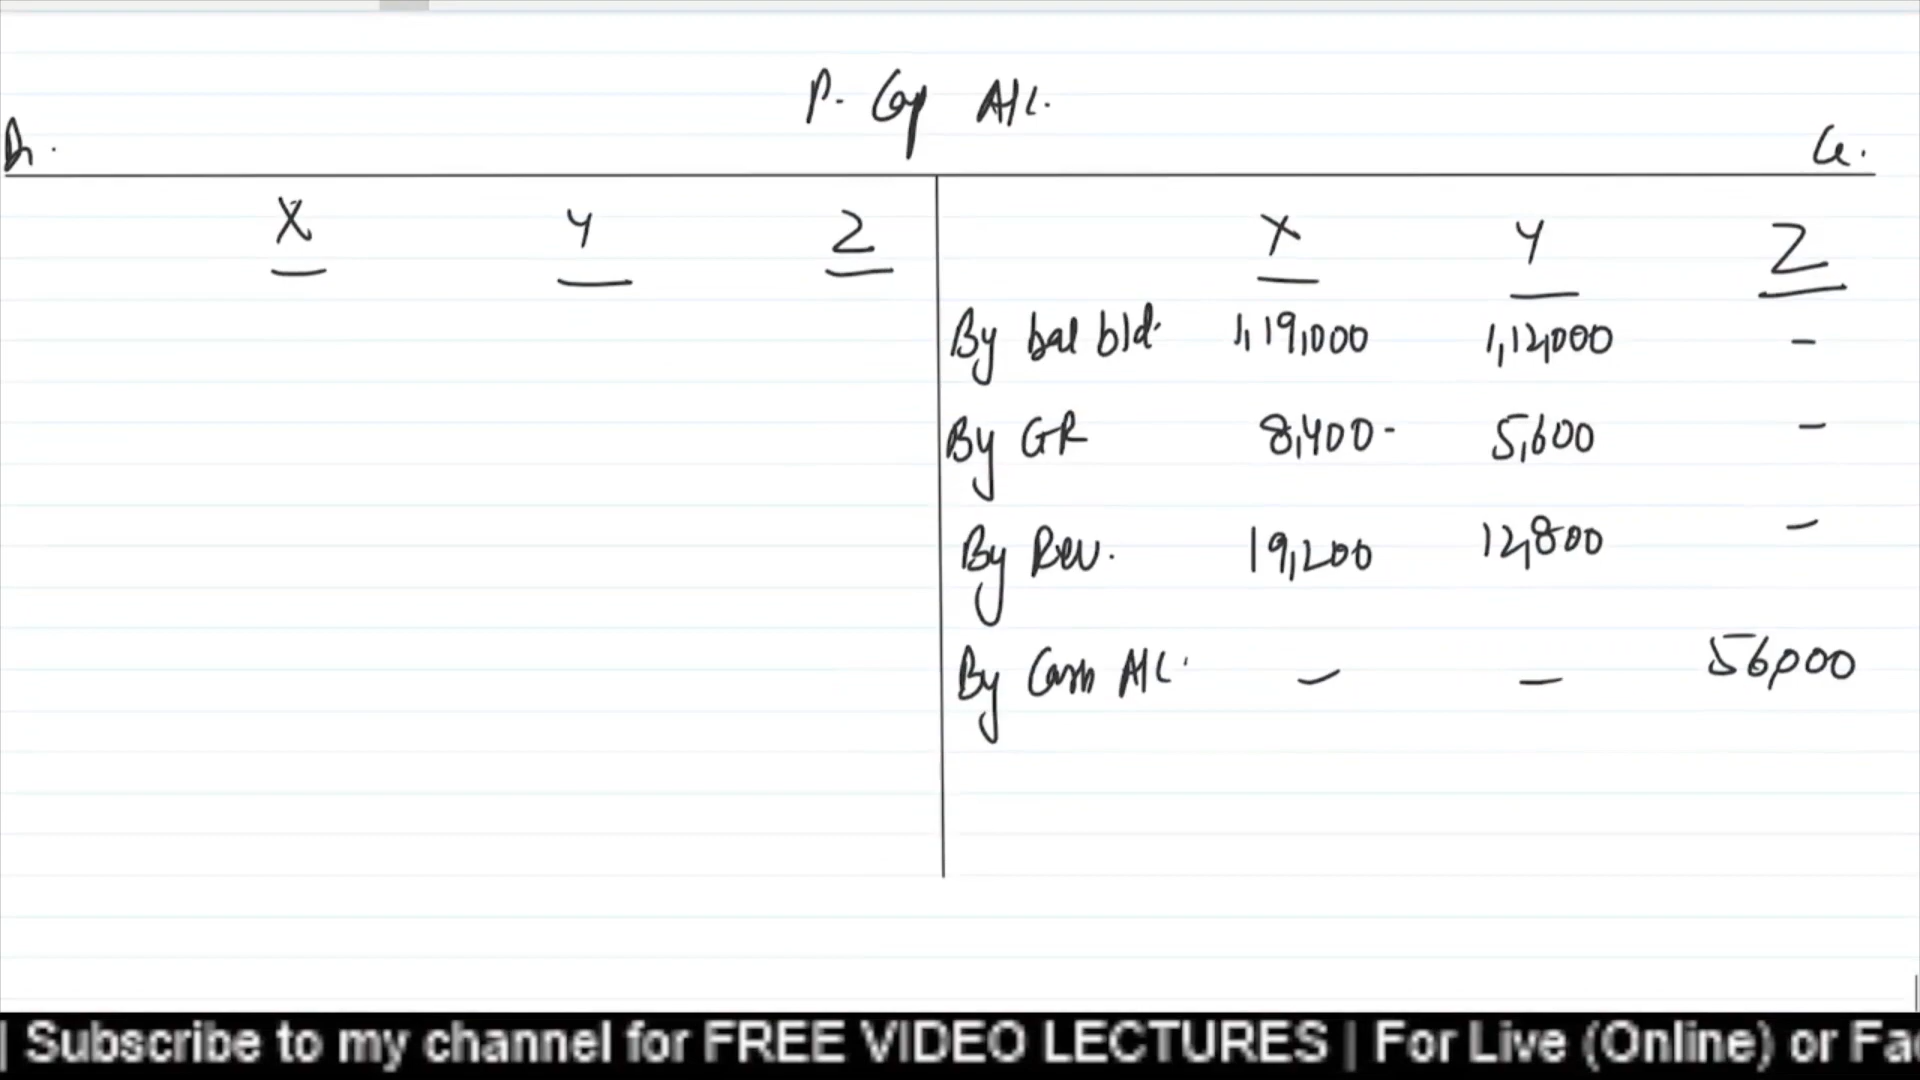 P. Cap A/c.
Dr. Cr.
X Y Z X Y Z
By bal b/d. 1,19,000 1,12,000 -
By GR 8,400 - 5,600 -
By Rev. 19,200 12,800 -
By Cash A/c. - - 56,000
| Subscribe to my channel for FREE VIDEO LECTURES | For Live (Online) or Fa